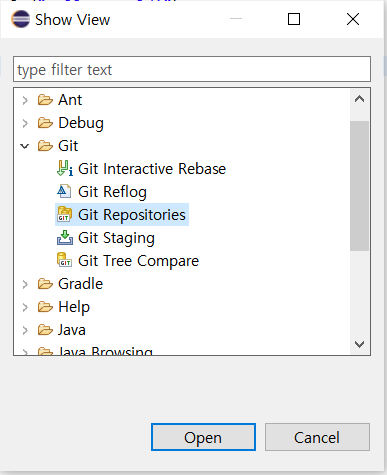 Show View
type filter text
Ant
Debug
Git
Git Interactive Rebase
Git Reflog
Git Repositories
Git Staging
Git Tree Compare
Gradle
Help
Java
Java Browsing
Open Cancel